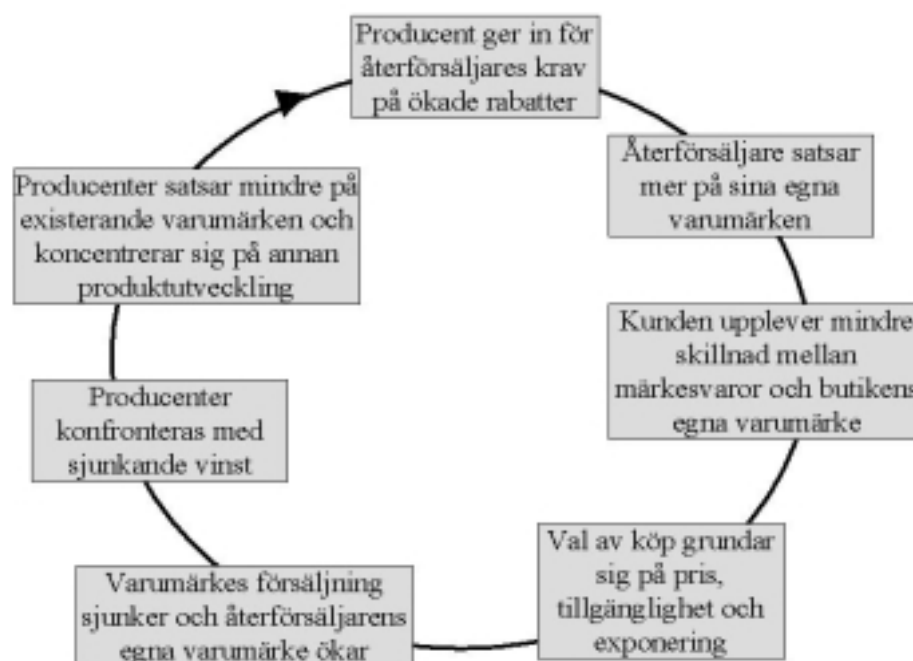 Producent ger in för
återförsäljares krav
på ökade rabatter
Återförsäljare satsar
mer på sina egna
varumärken
Kunden upplever mindre
skillnad mellan
märkesvaror och butikens
egna varumärke
Val av köp grundar
sig på pris,
tillgänglighet och
exponering
Varumärkes försäljning
sjunker och återförsäljarens
egna varumärke ökar
Producenter
konfronteras med
sjunkande vinst
Producenter satsar mindre på
existerande varumärken och
koncentrerar sig på annan
produktutveckling